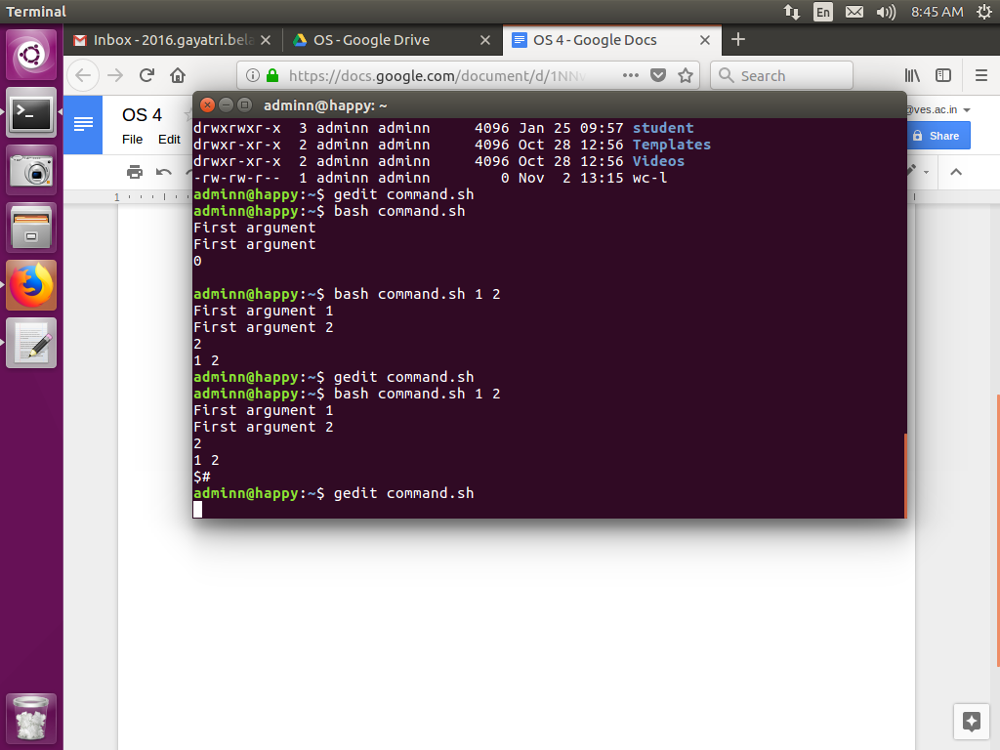 Terminal
En
8:45 AM
Inbox - 2016.gayatri.bela
OS - Google Drive
OS 4 - Google Docs
https://docs.google.com/document/d/1NNv
Search
adminn@happy: ~
OS 4
@ves.ac.in
File Edit
Share
1
drwxrwxr-x  3 adminn adminn     4096 Jan 25 09:57 student
drwxr-xr-x  2 adminn adminn     4096 Oct 28 12:56 Templates
drwxr-xr-x  2 adminn adminn     4096 Oct 28 12:56 Videos
-rw-rw-r--  1 adminn adminn        0 Nov  2 13:15 wc-l
adminn@happy:~$ gedit command.sh
adminn@happy:~$ bash command.sh
First argument
First argument
0
adminn@happy:~$ bash command.sh 1 2
First argument 1
First argument 2
2
1 2
adminn@happy:~$ gedit command.sh
adminn@happy:~$ bash command.sh 1 2
First argument 1
First argument 2
2
1 2
$#
adminn@happy:~$ gedit command.sh